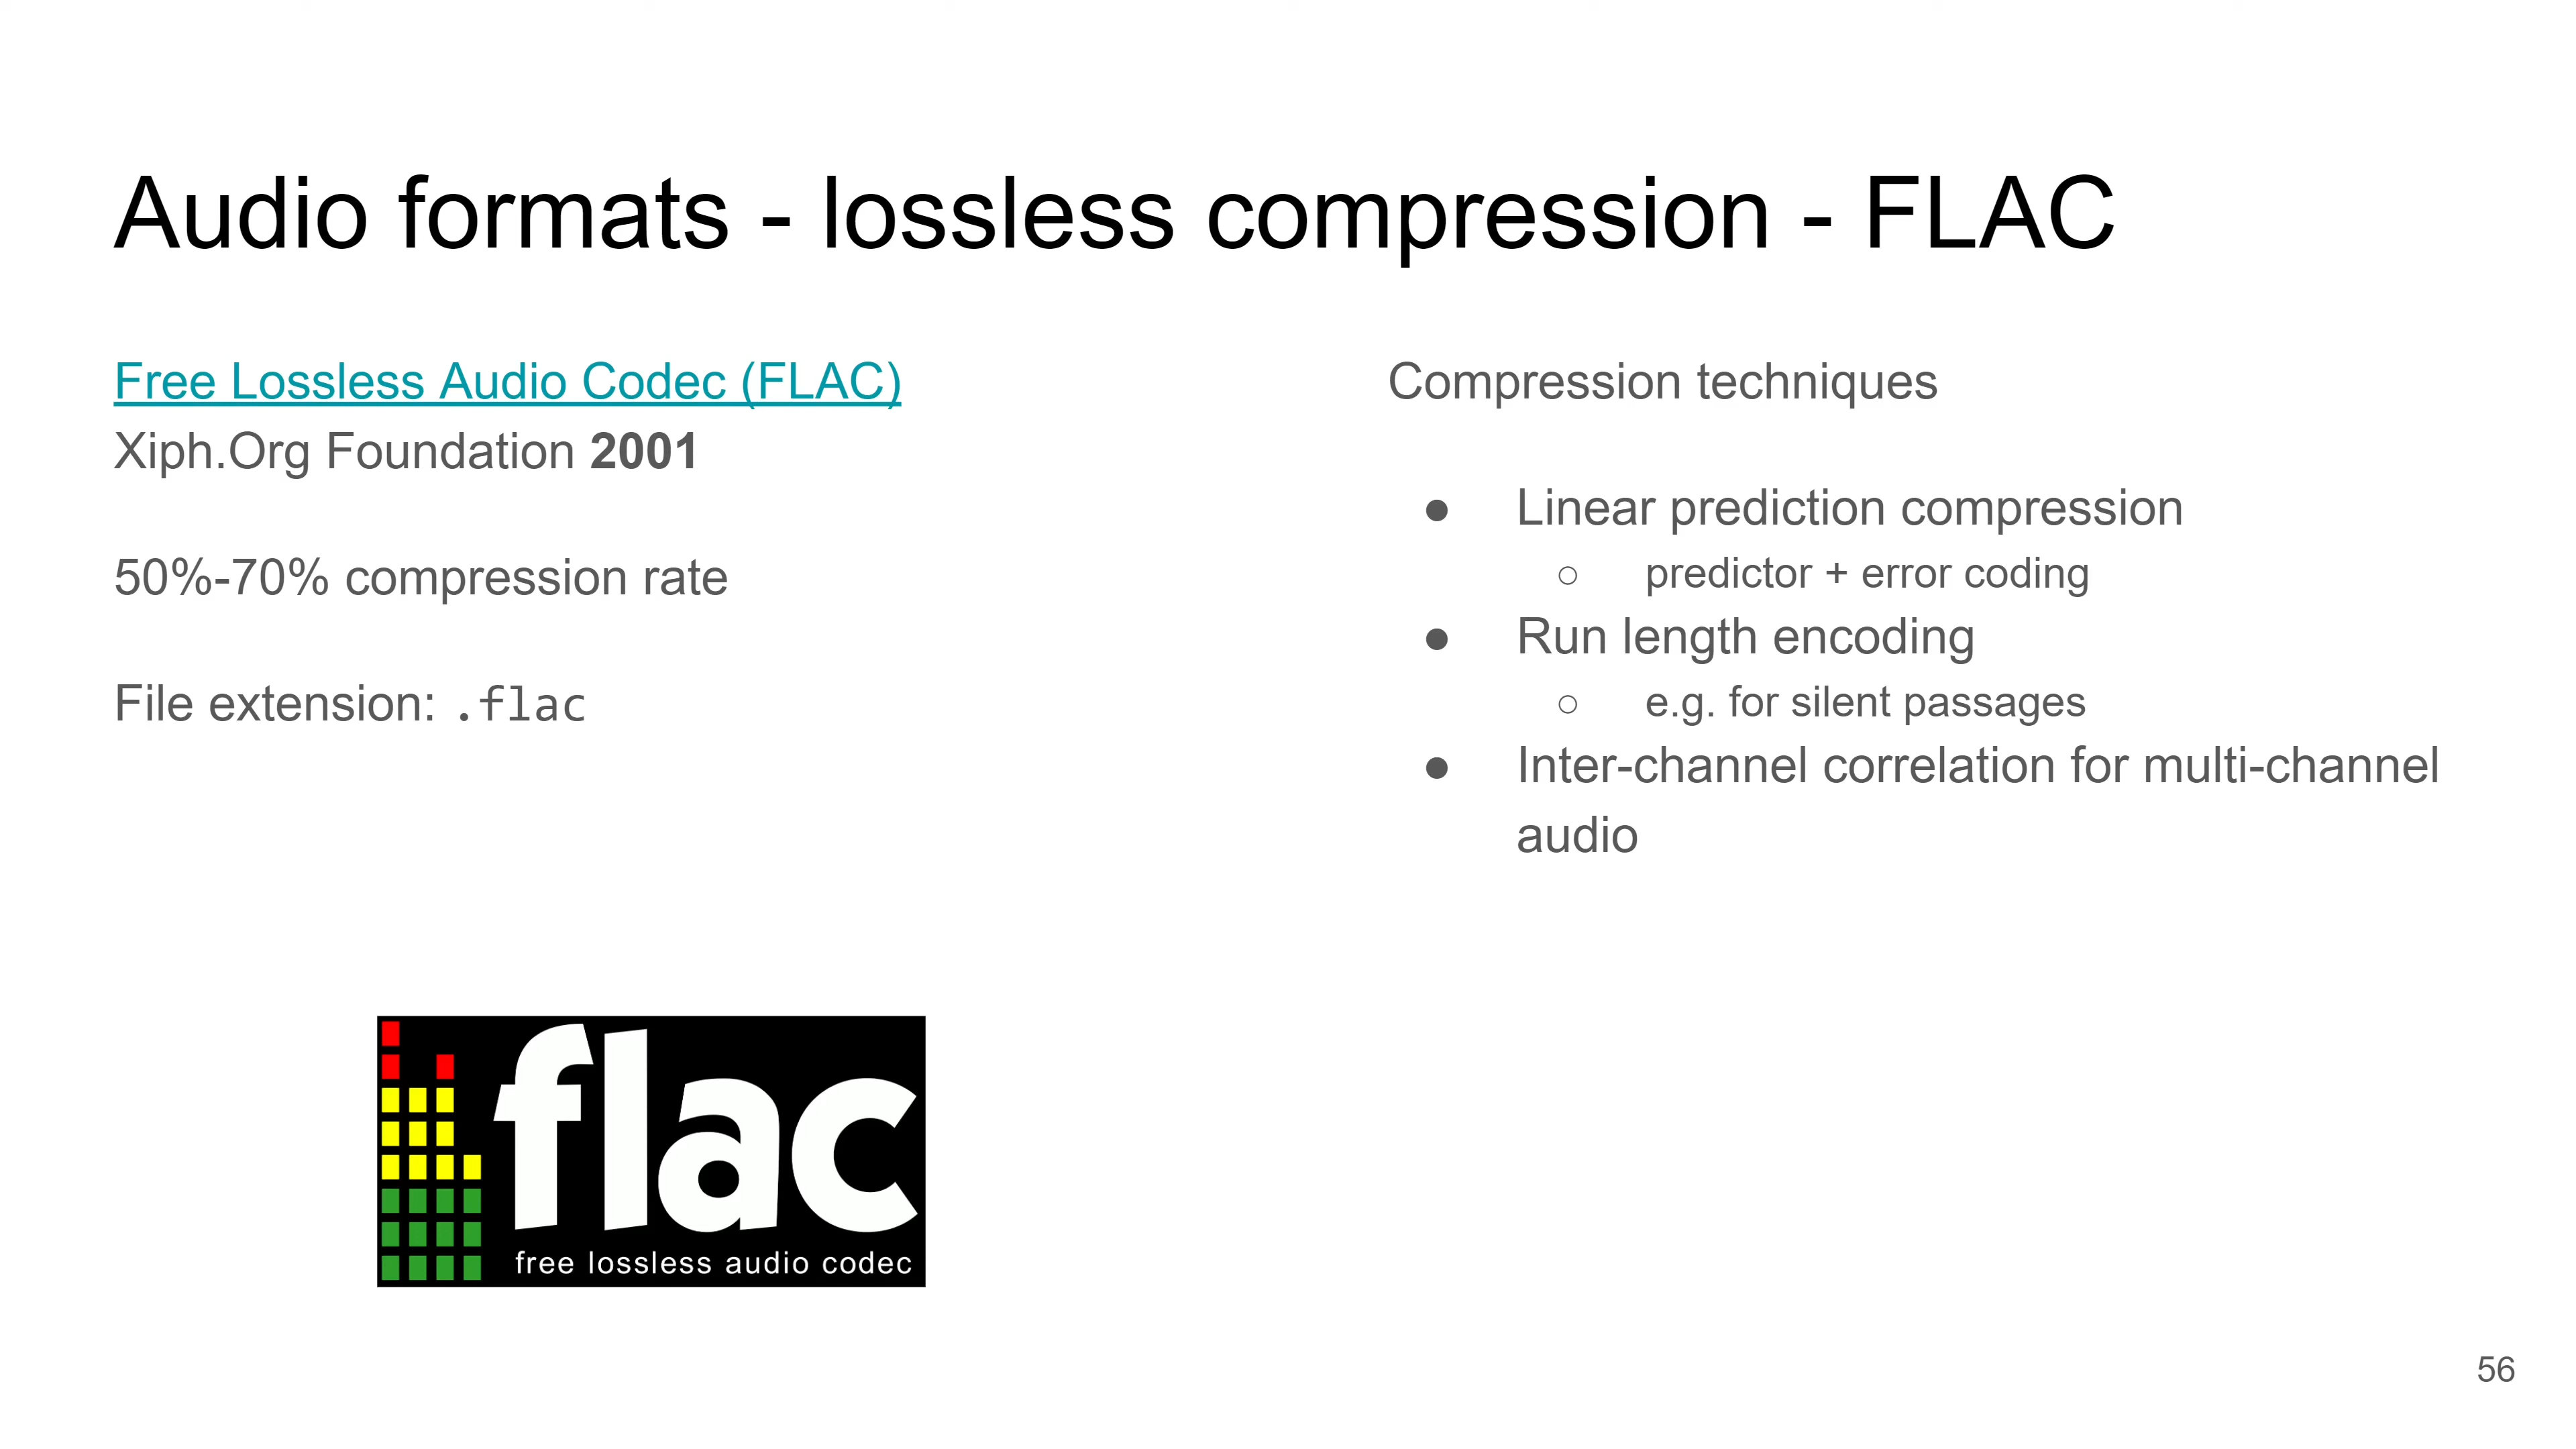 Audio formats - lossless compression - FLAC
Free Lossless Audio Codec (FLAC)
Xiph.Org Foundation 2001
50%-70% compression rate
File extension: .flac
Compression techniques
● Linear prediction compression
○ predictor + error coding
● Run length encoding
○ e.g. for silent passages
● Inter-channel correlation for multi-channel
audio
flac
free lossless audio codec
56